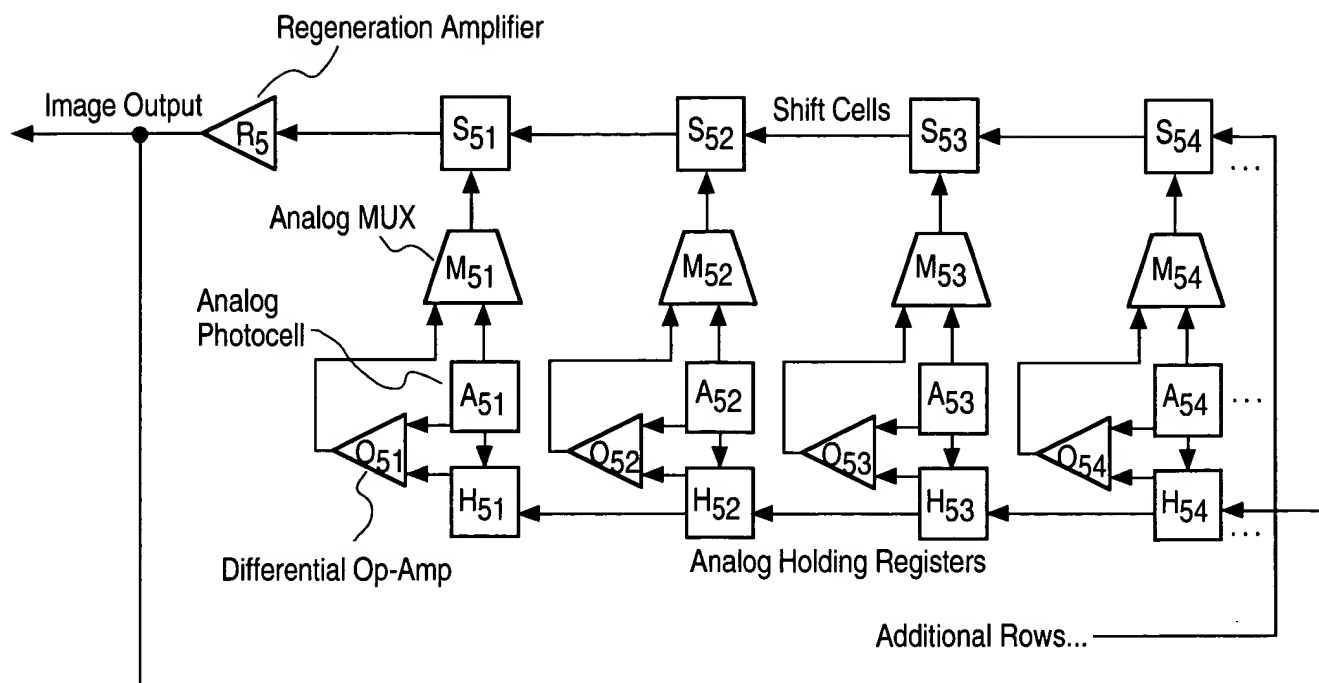 Regeneration Amplifier
Image Output
R5
S51
S52
Shift Cells
S53
S54
...
Analog MUX
M51
M52
M53
M54
Analog
Photocell
A51
A52
A53
A54
...
O51
O52
O53
O54
H51
H52
H53
H54
...
Differential Op-Amp
Analog Holding Registers
Additional Rows...